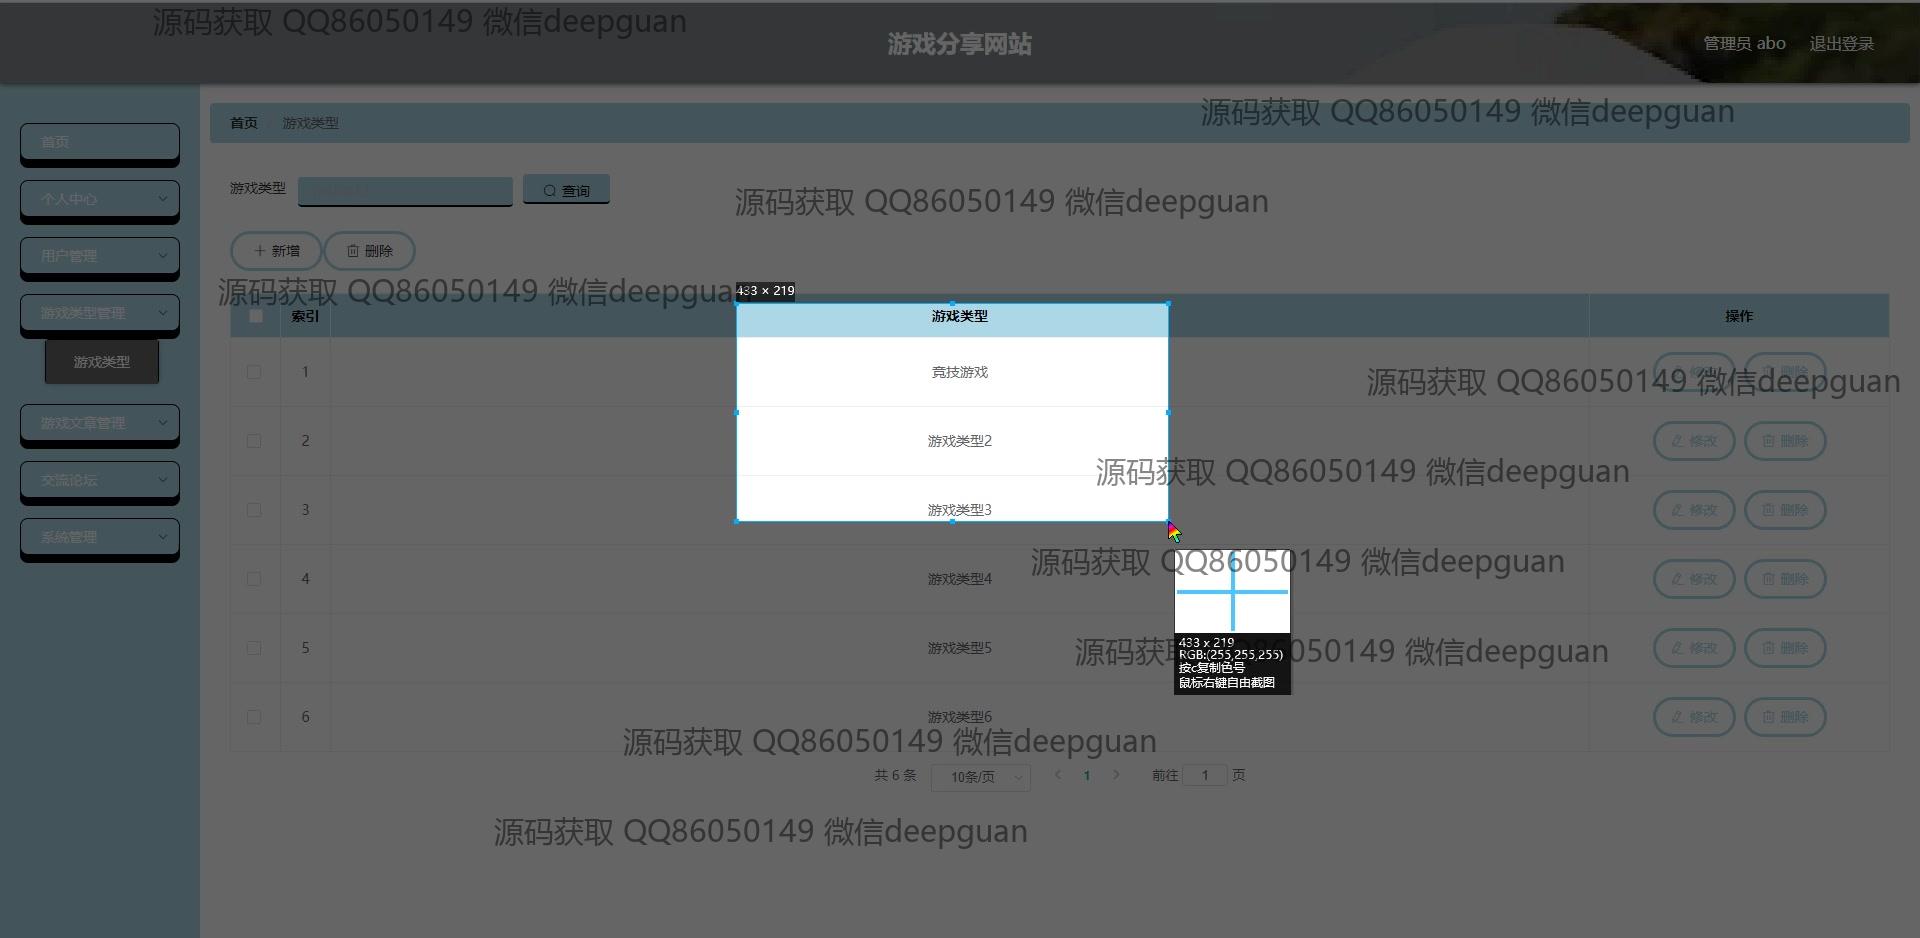 源码获取 QQ86050149 微信deepguan
游戏分享网站
管理员 abo
退出登录
源码获取 QQ86050149 微信deepguan
首页
游戏类型
首页
个人中心
用户管理
游戏类型管理
游戏类型
游戏文章管理
交流论坛
系统管理
游戏类型
查询
源码获取 QQ86050149 微信deepguan
新增
删除
源码获取 QQ86050149 微信deepguan
433 × 219
索引
游戏类型
操作
1
竞技游戏
修改
删除
源码获取 QQ86050149 微信deepguan
2
游戏类型2
修改
删除
源码获取 QQ86050149 微信deepguan
3
游戏类型3
修改
删除
源码获取 QQ86050149 微信deepguan
4
游戏类型4
修改
删除
433 x 219
RGB:(255,255,255)
按c复制色号
鼠标右键自由截图
源码获取 QQ86050149 微信deepguan
5
游戏类型5
修改
删除
6
游戏类型6
修改
删除
源码获取 QQ86050149 微信deepguan
共 6 条
10条/页
1
前往
1
页
源码获取 QQ86050149 微信deepguan